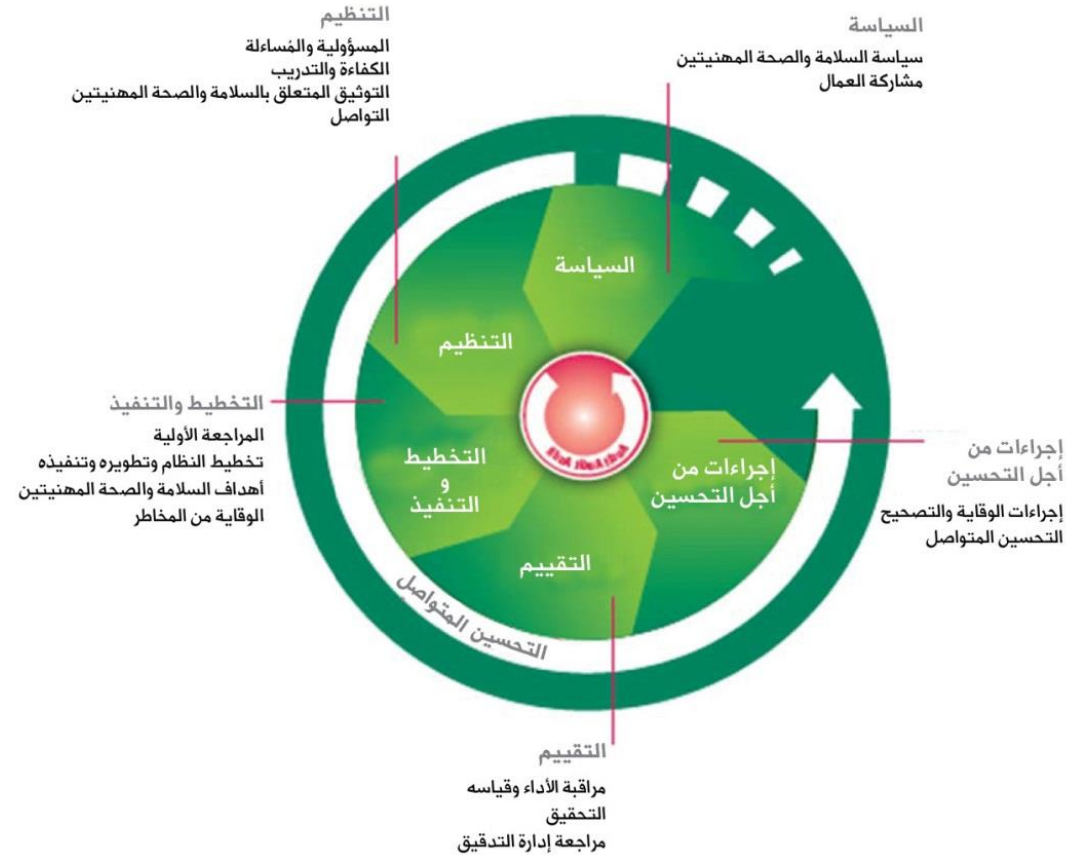 السياسة
سياسة السلامة والصحة المهنيتين
مشاركة العمال
التنظيم
المسؤولية والمُساءلة
الكفاءة والتدريب
التوثيق المتعلق بالسلامة والصحة المهنيتين
التواصل
السياسة
التنظيم
التخطيط
و
التنفيذ
التقييم
إجراءات من
أجل التحسين
التحسين المتواصل
التخطيط والتنفيذ
المراجعة الأولية
تخطيط النظام وتطويره وتنفيذه
أهداف السلامة والصحة المهنيتين
الوقاية من المخاطر
إجراءات من
أجل التحسين
إجراءات الوقاية والتصحيح
التحسين المتواصل
التقييم
مراقبة الأداء وقياسه
التحقيق
مراجعة إدارة التدقيق